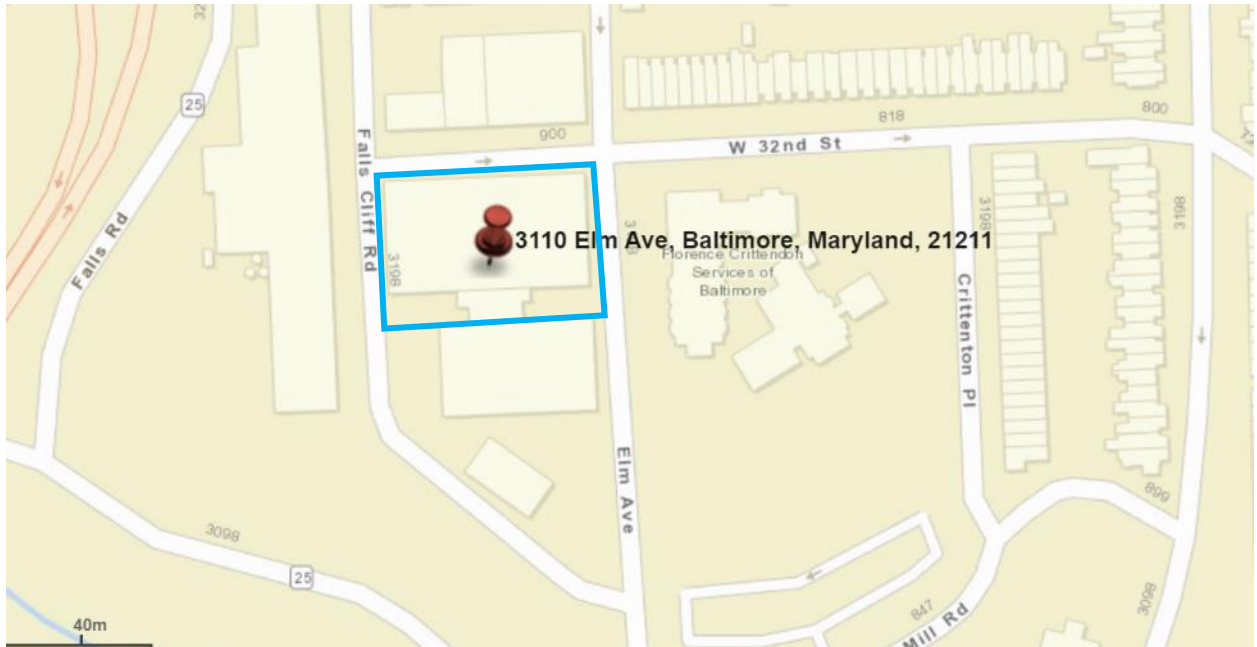 25
Falls Rd
Falls Cliff Rd
3198
900
W 32nd St
818
800
3110 Elm Ave, Baltimore, Maryland, 21211
Florence Crittendon
Services of
Baltimore
3198
3198
Crittenton Pl
Elm Ave
899
3098
25
847
Mill Rd
3098
40m